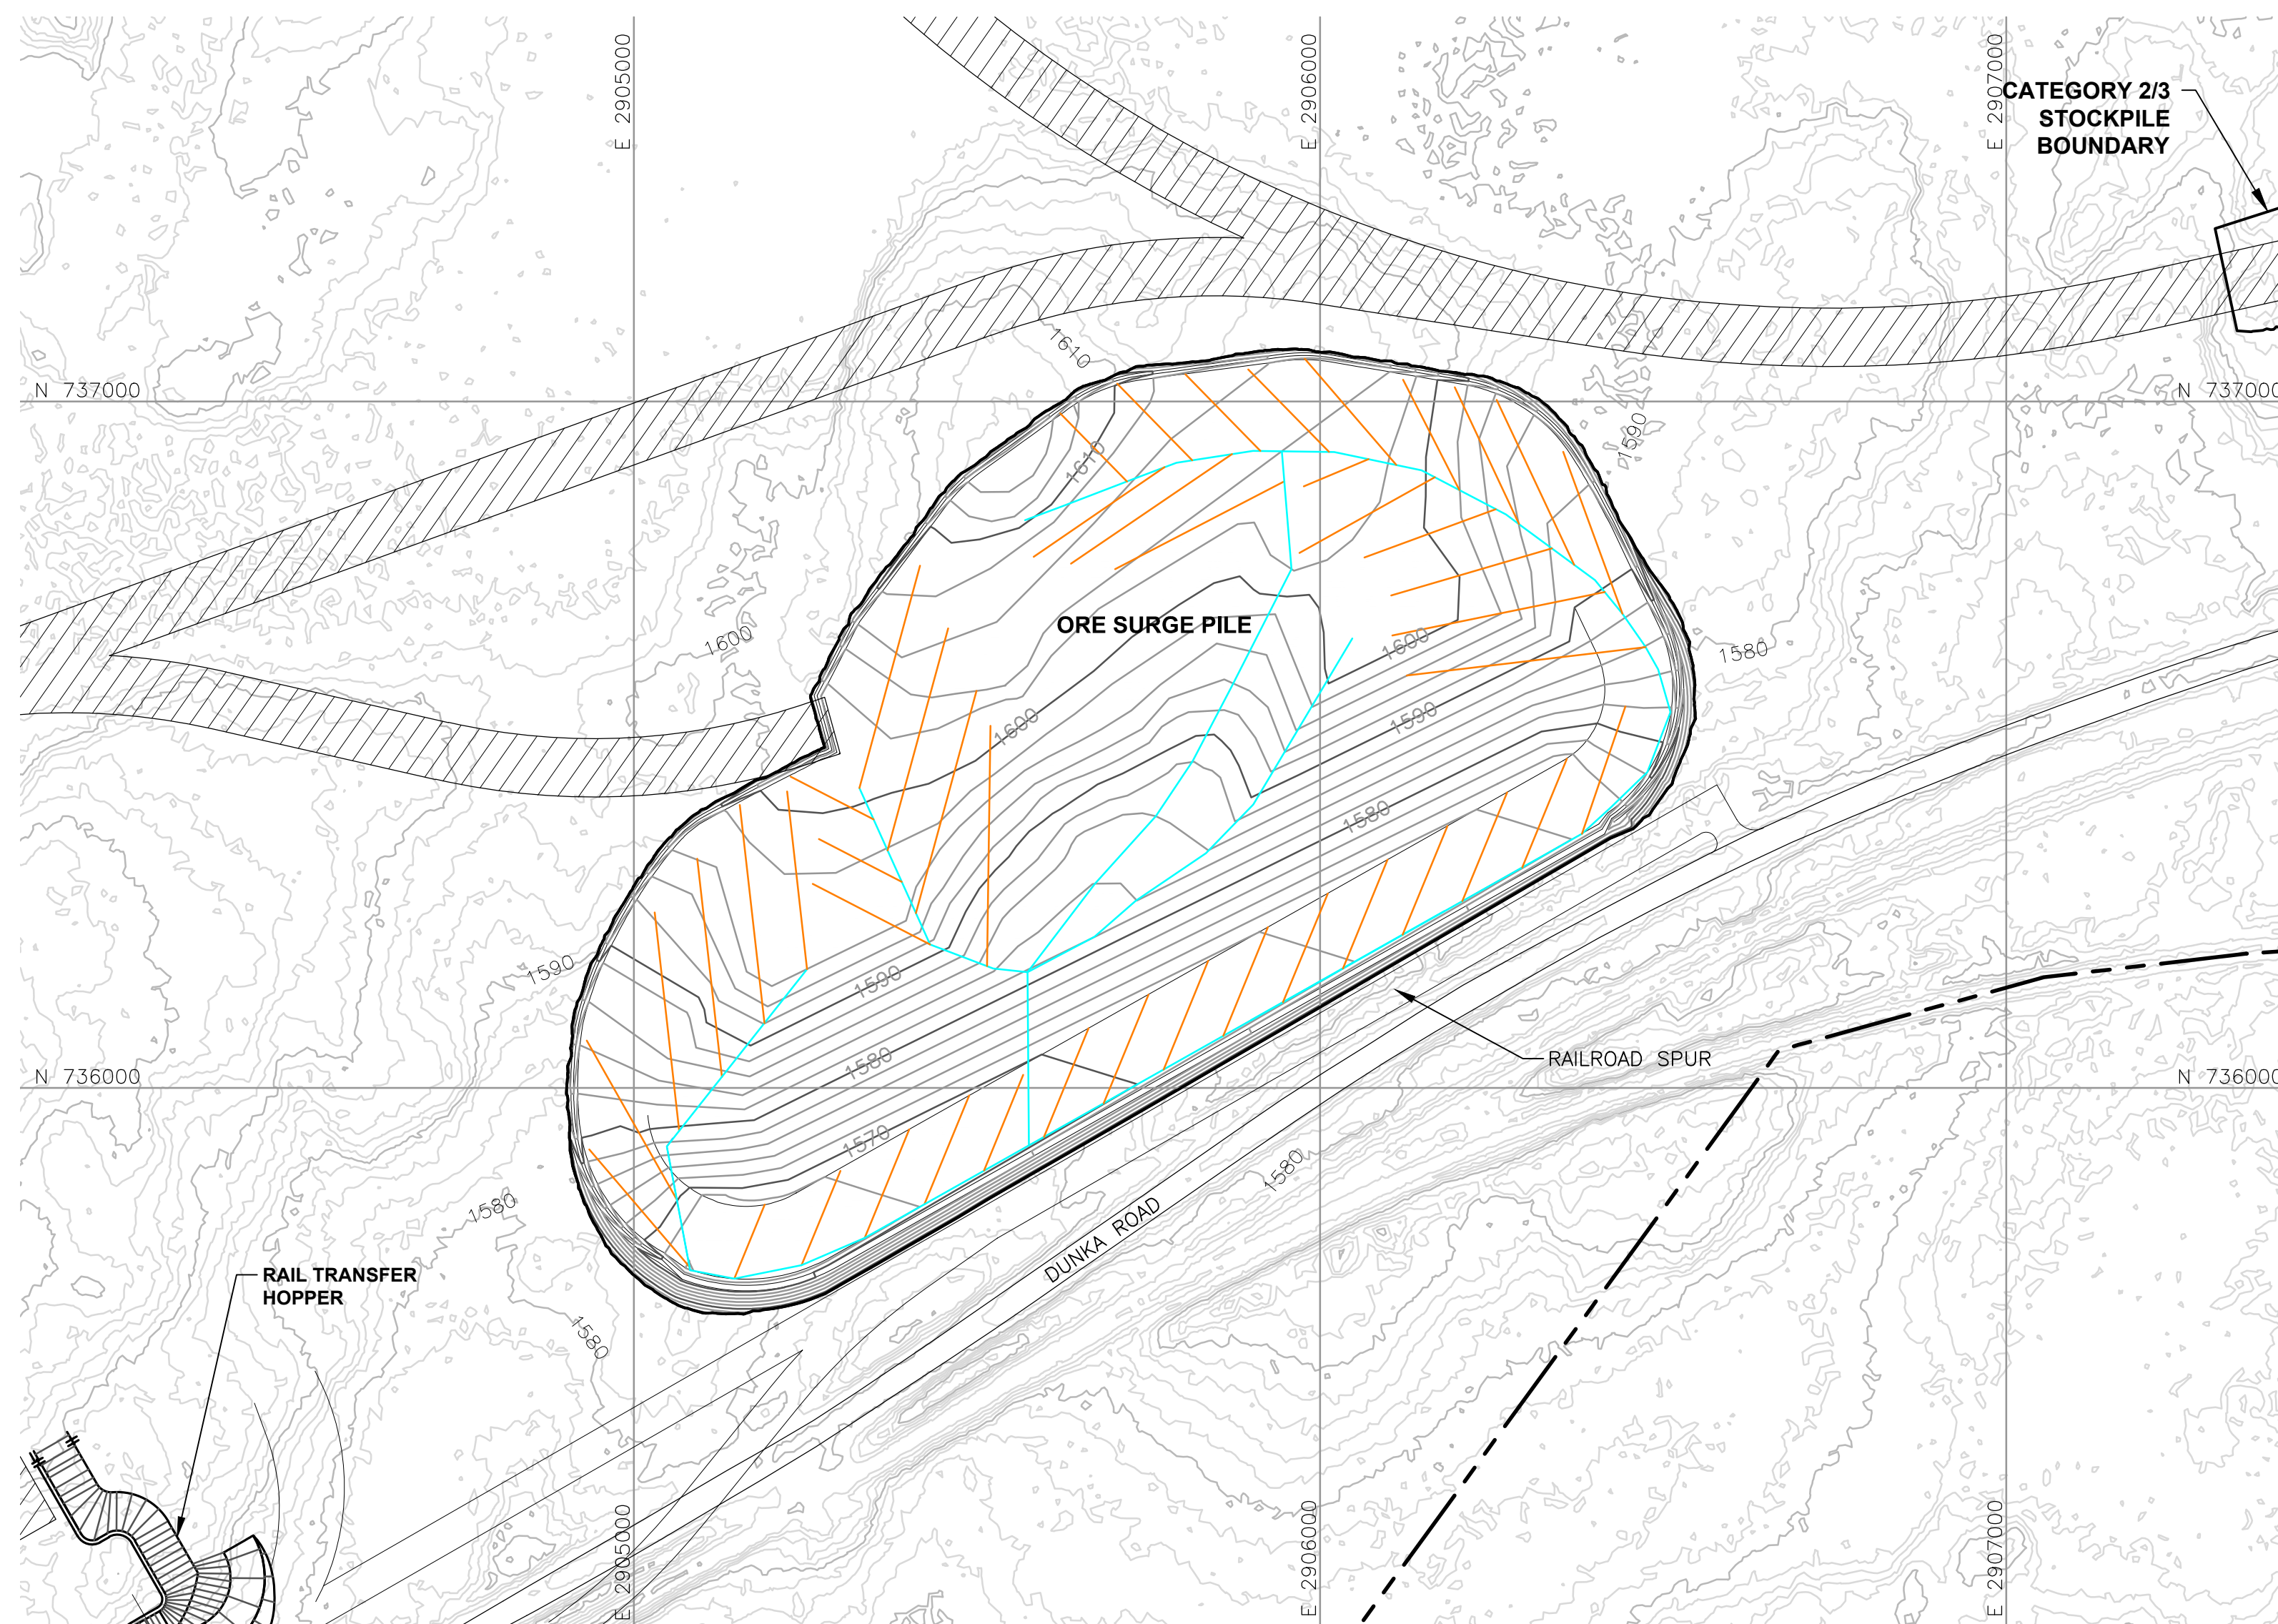 E 2905000
E 2906000
E 2907000
CATEGORY 2/3
STOCKPILE
BOUNDARY
N 737000
N 737000
1610
1610
1590
ORE SURGE PILE
1600
1600
1580
1600
1590
1580
1590
1590
1580
1570
1580
1580
1580
N 736000
N 736000
RAILROAD SPUR
DUNKA ROAD
RAIL TRANSFER
HOPPER
E 2905000
E 2906000
E 2907000